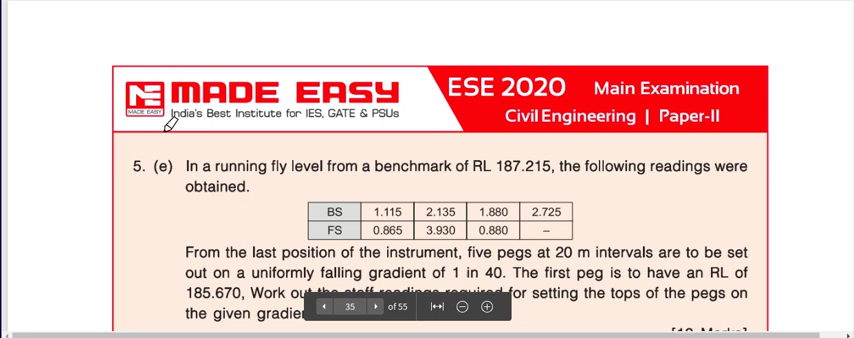 MADE EASY
MADE EASY
India's Best Institute for IES, GATE & PSUs
ESE 2020 Main Examination
Civil Engineering | Paper-II
5. (e) In a running fly level from a benchmark of RL 187.215, the following readings were
obtained.
BS 1.115 2.135 1.880 2.725
FS 0.865 3.930 0.880 –
From the last position of the instrument, five pegs at 20 m intervals are to be set
out on a uniformly falling gradient of 1 in 40. The first peg is to have an RL of
185.670, Work out for setting the tops of the pegs on
the given
35 of 55